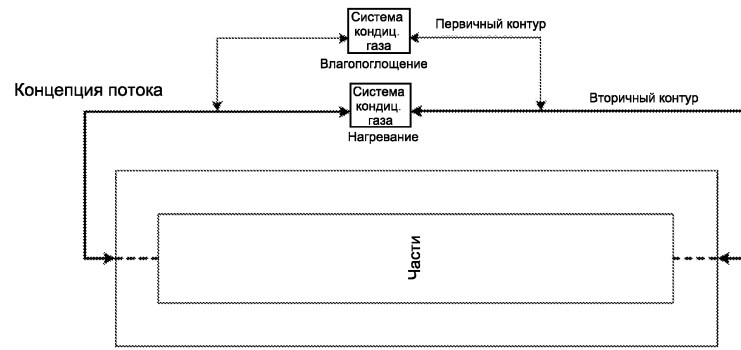 Система
кондиц.
газа
Первичный контур
Влагопоглощение
Концепция потока
Система
кондиц.
газа
Вторичный контур
Нагревание
Части